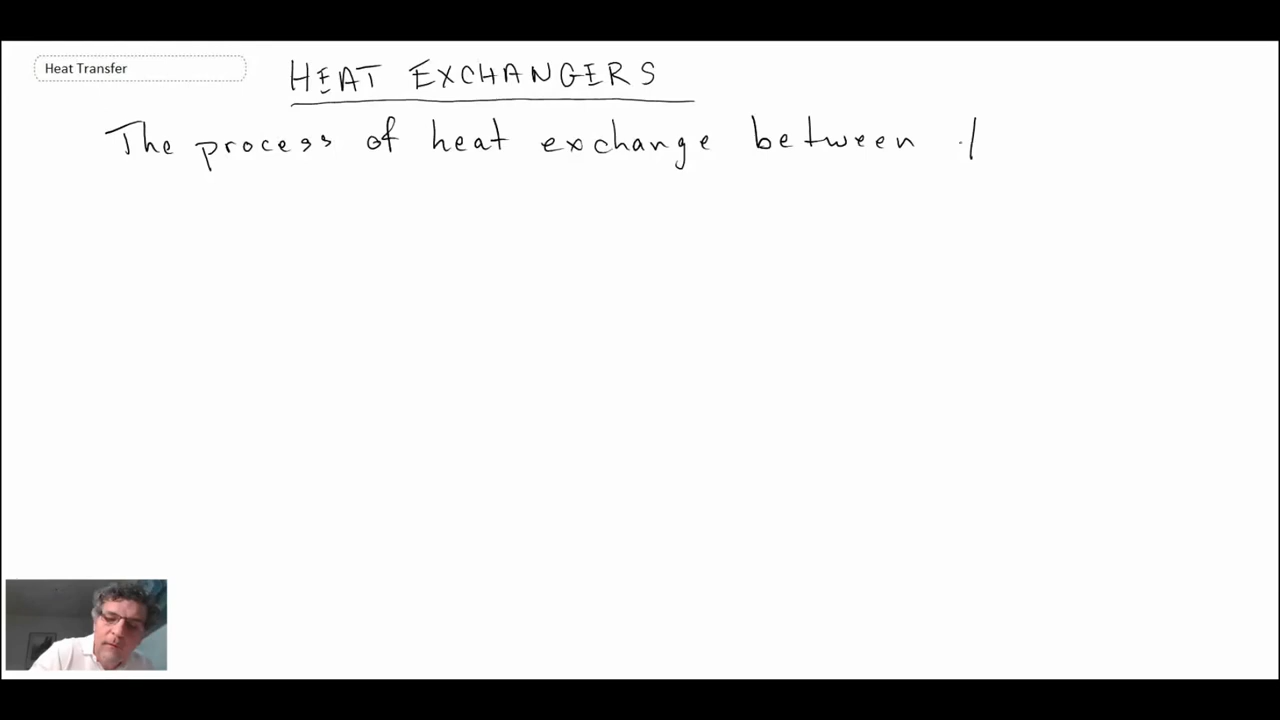 Heat Transfer
HEAT EXCHANGERS
The process of heat exchange between